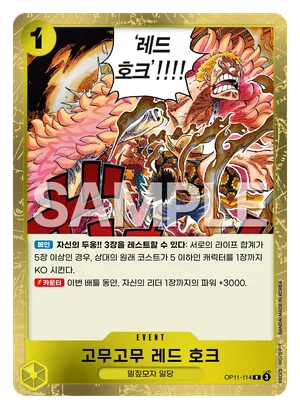 1
'레드
호크'!!!!
SAMPLE
메인 자신의 두웅!! 3장을 레스트할 수 있다: 서로의 라이프 합계가
5장 이상인 경우, 상대의 원래 코스트가 5 이하인 캐릭터를 1장까지
KO 시킨다.
카운터 이번 배틀 동안, 자신의 리더 1장까지의 파워 +3000.
EVENT
고무고무 레드 호크
밀짚모자 일당
OP11-114 R 3